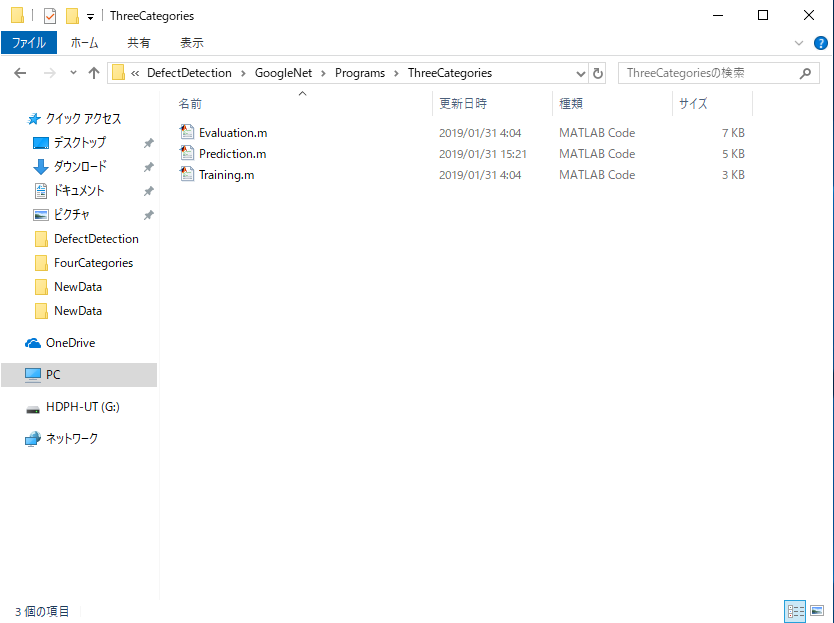 ThreeCategories
ファイル ホーム 共有 表示
« DefectDetection › GoogleNet › Programs › ThreeCategories ThreeCategoriesの検索
名前 更新日時 種類 サイズ
クイック アクセス
デスクトップ
ダウンロード
ドキュメント
ピクチャ
DefectDetection
FourCategories
NewData
NewData
OneDrive
PC
HDPH-UT (G:)
ネットワーク
Evaluation.m 2019/01/31 4:04 MATLAB Code 7 KB
Prediction.m 2019/01/31 15:21 MATLAB Code 5 KB
Training.m 2019/01/31 4:04 MATLAB Code 3 KB
3 個の項目